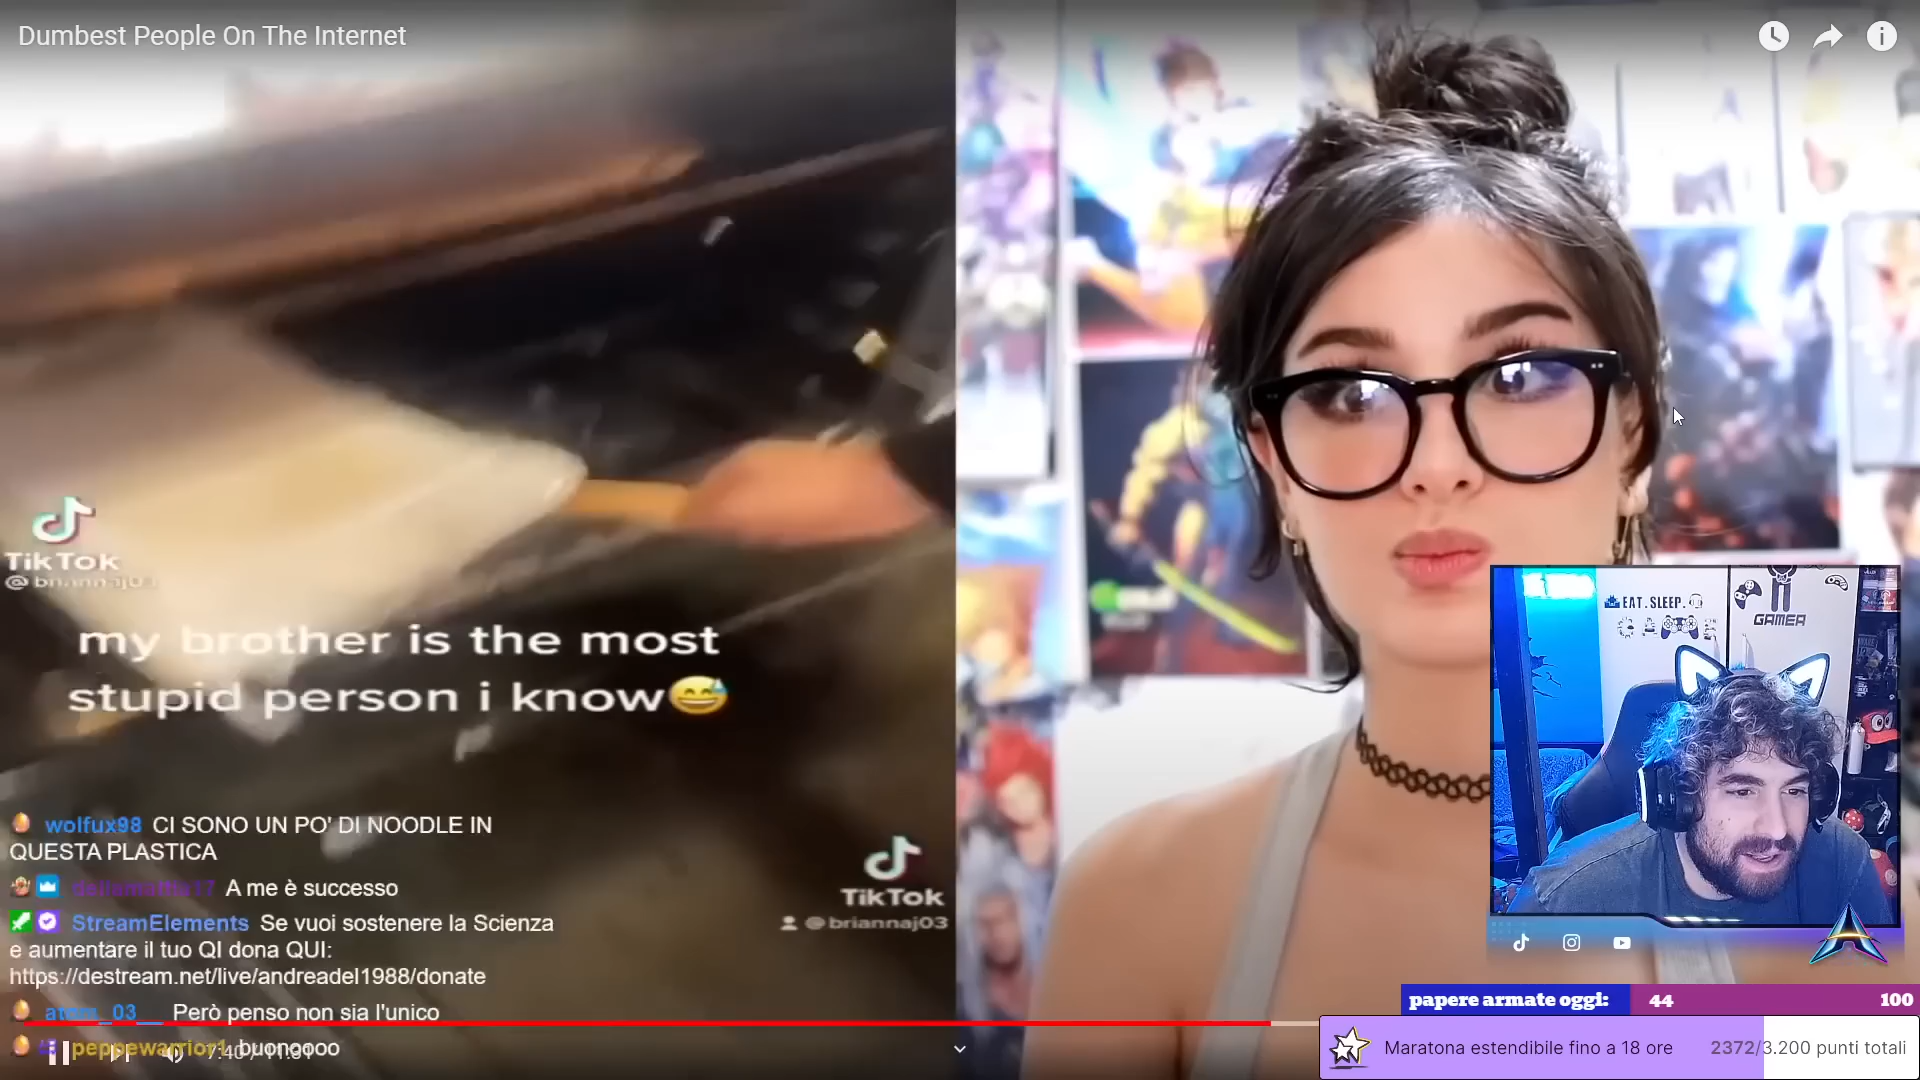 Dumbest People On The Internet
TikTok
@briannaj03
my brother is the most
stupid person i know😅
wolfux98 CI SONO UN PO' DI NOODLE IN
QUESTA PLASTICA
A me è successo
StreamElements Se vuoi sostenere la Scienza
e aumentare il tuo QI dona QUI:
https://destream.net/live/andreadel1988/donate
Però penso non sia l'unico
peppewarrior1 buonoooo
TikTok
@briannaj03
EAT.SLEEP.
GAMER
papere armate oggi: 44 100
Maratona estendibile fino a 18 ore 2372/3.200 punti totali